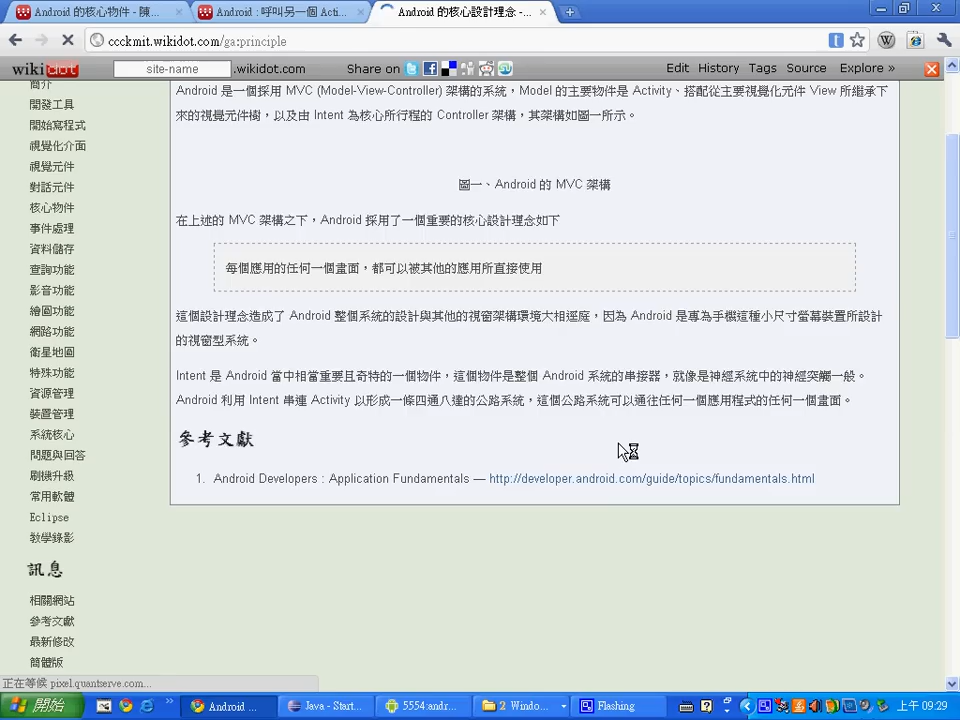 Android 的核心物件 - 陳...
Android : 呼叫另一個 Acti...
Android 的核心設計理念 -...
ccckmit.wikidot.com/ga:principle
wikidot
site-name .wikidot.com
Share on
Edit History Tags Source Explore »
簡介
開發工具
開始寫程式
視覺化介面
視覺元件
對話元件
核心物件
事件處理
資料儲存
查詢功能
影音功能
繪圖功能
網路功能
衛星地圖
特殊功能
資源管理
裝置管理
系統核心
問題與回答
刷機升級
常用軟體
Eclipse
教學錄影
訊息
相關網站
參考文獻
最新修改
簡體版
Android 是一個採用 MVC (Model-View-Controller) 架構的系統，Model 的主要物件是 Activity、搭配從主要視覺化元件 View 所繼承下
來的視覺元件樹，以及由 Intent 為核心所行程的 Controller 架構，其架構如圖一所示。
圖一、Android 的 MVC 架構
在上述的 MVC 架構之下，Android 採用了一個重要的核心設計理念如下
每個應用的任何一個畫面，都可以被其他的應用所直接使用
這個設計理念造成了 Android 整個系統的設計與其他的視窗架構環境大相逕庭，因為 Android 是專為手機這種小尺寸螢幕裝置所設計
的視窗型系統。
Intent 是 Android 當中相當重要且奇特的一個物件，這個物件是整個 Android 系統的串接器，就像是神經系統中的神經突觸一般。
Android 利用 Intent 串連 Activity 以形成一條四通八達的公路系統，這個公路系統可以通往任何一個應用程式的任何一個畫面。
參考文獻
1. Android Developers : Application Fundamentals — http://developer.android.com/guide/topics/fundamentals.html
正在等候 pixel.quantserve.com...
開始
Android ...
Java - Start...
5554:andr...
2 Windo...
Flashing
上午 09:29